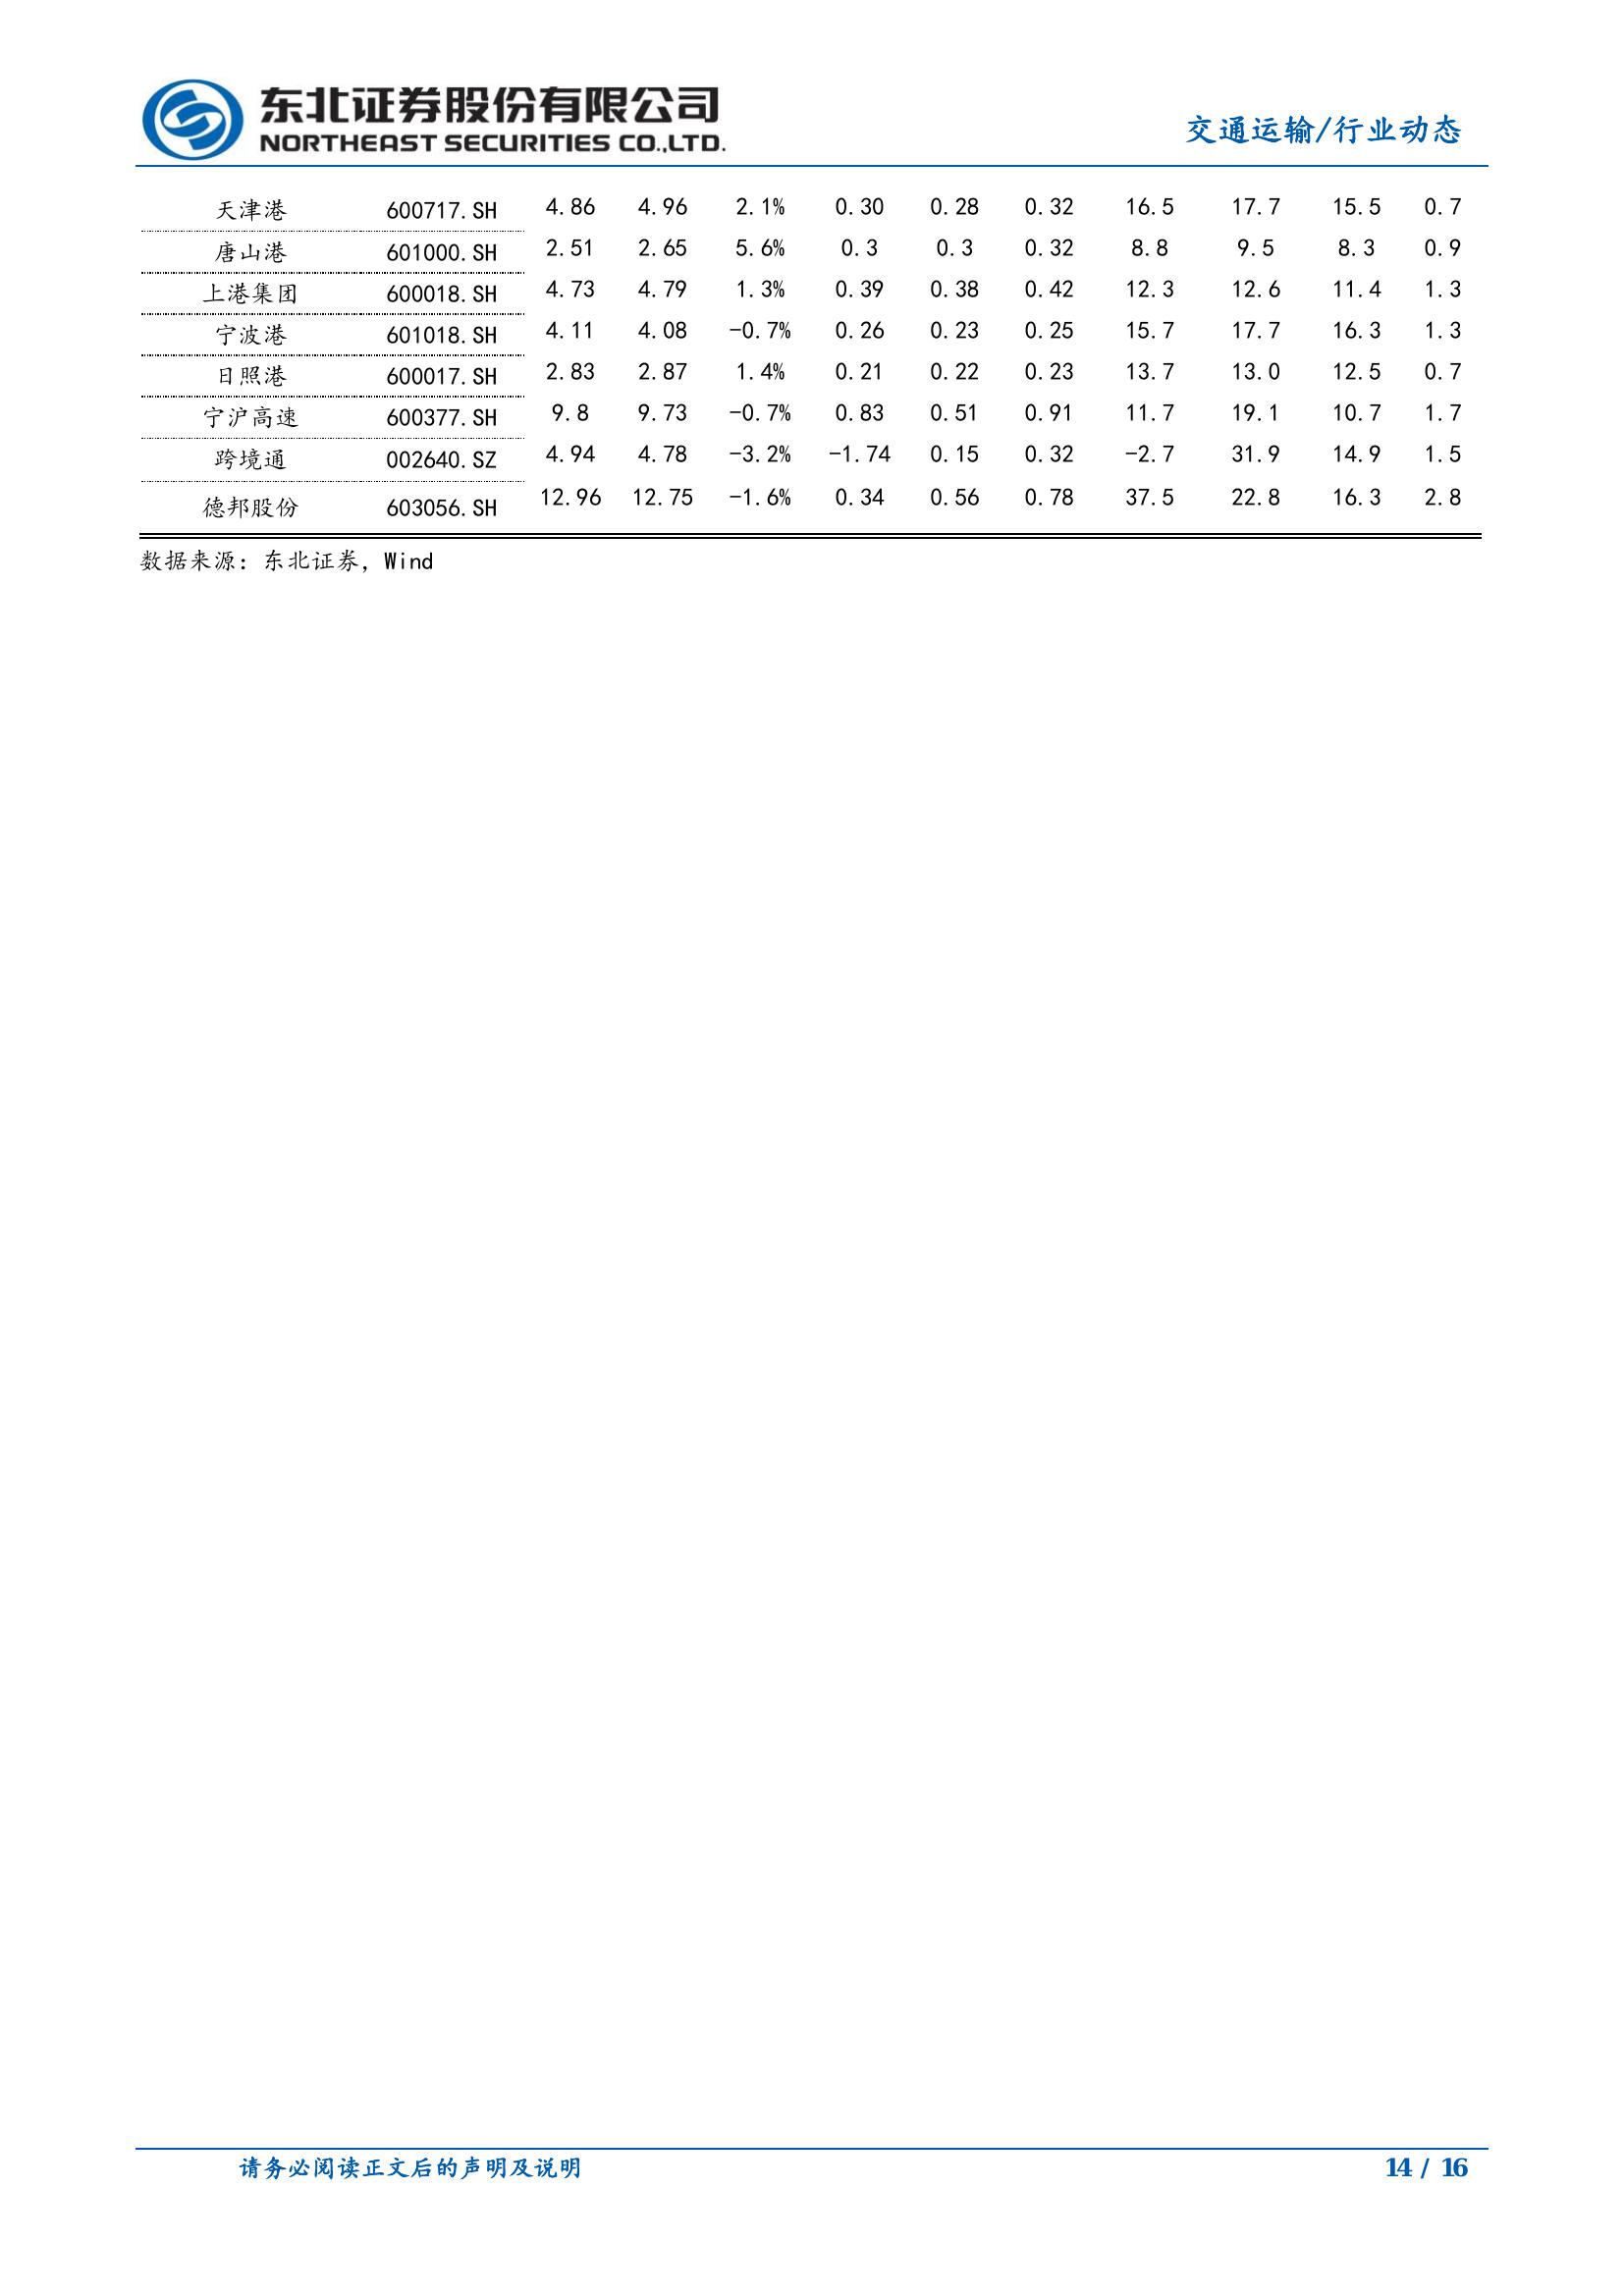 东北证券股份有限公司
NORTHEAST SECURITIES CO.,LTD.
交通运输/行业动态
天津港 600717.SH 4.86 4.96 2.1% 0.30 0.28 0.32 16.5 17.7 15.5 0.7
唐山港 601000.SH 2.51 2.65 5.6% 0.3 0.3 0.32 8.8 9.5 8.3 0.9
上港集团 600018.SH 4.73 4.79 1.3% 0.39 0.38 0.42 12.3 12.6 11.4 1.3
宁波港 601018.SH 4.11 4.08 -0.7% 0.26 0.23 0.25 15.7 17.7 16.3 1.3
日照港 600017.SH 2.83 2.87 1.4% 0.21 0.22 0.23 13.7 13.0 12.5 0.7
宁沪高速 600377.SH 9.8 9.73 -0.7% 0.83 0.51 0.91 11.7 19.1 10.7 1.7
跨境通 002640.SZ 4.94 4.78 -3.2% -1.74 0.15 0.32 -2.7 31.9 14.9 1.5
德邦股份 603056.SH 12.96 12.75 -1.6% 0.34 0.56 0.78 37.5 22.8 16.3 2.8
数据来源：东北证券，Wind
请务必阅读正文后的声明及说明
14 / 16